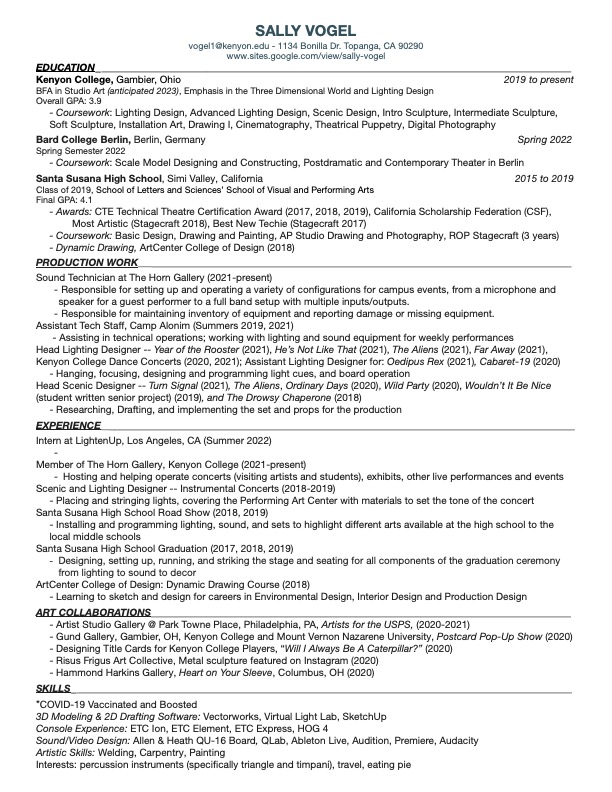 SALLY VOGEL
vogel1@kenyon.edu - 1134 Bonilla Dr. Topanga, CA 90290
www.sites.google.com/view/sally-vogel
EDUCATION
Kenyon College, Gambier, Ohio 2019 to present
BFA in Studio Art (anticipated 2023), Emphasis in the Three Dimensional World and Lighting Design
Overall GPA: 3.9
- Coursework: Lighting Design, Advanced Lighting Design, Scenic Design, Intro Sculpture, Intermediate Sculpture,
Soft Sculpture, Installation Art, Drawing I, Cinematography, Theatrical Puppetry, Digital Photography
Bard College Berlin, Berlin, Germany Spring 2022
Spring Semester 2022
- Coursework: Scale Model Designing and Constructing, Postdramatic and Contemporary Theater in Berlin
Santa Susana High School, Simi Valley, California 2015 to 2019
Class of 2019, School of Letters and Sciences' School of Visual and Performing Arts
Final GPA: 4.1
- Awards: CTE Technical Theatre Certification Award (2017, 2018, 2019), California Scholarship Federation (CSF),
Most Artistic (Stagecraft 2018), Best New Techie (Stagecraft 2017)
- Coursework: Basic Design, Drawing and Painting, AP Studio Drawing and Photography, ROP Stagecraft (3 years)
- Dynamic Drawing, ArtCenter College of Design (2018)
PRODUCTION WORK
Sound Technician at The Horn Gallery (2021-present)
- Responsible for setting up and operating a variety of configurations for campus events, from a microphone and
speaker for a guest performer to a full band setup with multiple inputs/outputs.
- Responsible for maintaining inventory of equipment and reporting damage or missing equipment.
Assistant Tech Staff, Camp Alonim (Summers 2019, 2021)
- Assisting in technical operations; working with lighting and sound equipment for weekly performances
Head Lighting Designer -- Year of the Rooster (2021), He's Not Like That (2021), The Aliens (2021), Far Away (2021),
Kenyon College Dance Concerts (2020, 2021); Assistant Lighting Designer for: Oedipus Rex (2021), Cabaret-19 (2020)
- Hanging, focusing, designing and programming light cues, and board operation
Head Scenic Designer -- Turn Signal (2021), The Aliens, Ordinary Days (2020), Wild Party (2020), Wouldn't It Be Nice
(student written senior project) (2019), and The Drowsy Chaperone (2018)
- Researching, Drafting, and implementing the set and props for the production
EXPERIENCE
Intern at LightenUp, Los Angeles, CA (Summer 2022)
-
Member of The Horn Gallery, Kenyon College (2021-present)
- Hosting and helping operate concerts (visiting artists and students), exhibits, other live performances and events
Scenic and Lighting Designer -- Instrumental Concerts (2018-2019)
- Placing and stringing lights, covering the Performing Art Center with materials to set the tone of the concert
Santa Susana High School Road Show (2018, 2019)
- Installing and programming lighting, sound, and sets to highlight different arts available at the high school to the
local middle schools
Santa Susana High School Graduation (2017, 2018, 2019)
- Designing, setting up, running, and striking the stage and seating for all components of the graduation ceremony
from lighting to sound to decor
ArtCenter College of Design: Dynamic Drawing Course (2018)
- Learning to sketch and design for careers in Environmental Design, Interior Design and Production Design
ART COLLABORATIONS
- Artist Studio Gallery @ Park Towne Place, Philadelphia, PA, Artists for the USPS, (2020-2021)
- Gund Gallery, Gambier, OH, Kenyon College and Mount Vernon Nazarene University, Postcard Pop-Up Show (2020)
- Designing Title Cards for Kenyon College Players, "Will I Always Be A Caterpillar?" (2020)
- Risus Frigus Art Collective, Metal sculpture featured on Instagram (2020)
- Hammond Harkins Gallery, Heart on Your Sleeve, Columbus, OH (2020)
SKILLS
*COVID-19 Vaccinated and Boosted
3D Modeling & 2D Drafting Software: Vectorworks, Virtual Light Lab, SketchUp
Console Experience: ETC Ion, ETC Element, ETC Express, HOG 4
Sound/Video Design: Allen & Heath QU-16 Board, QLab, Ableton Live, Audition, Premiere, Audacity
Artistic Skills: Welding, Carpentry, Painting
Interests: percussion instruments (specifically triangle and timpani), travel, eating pie